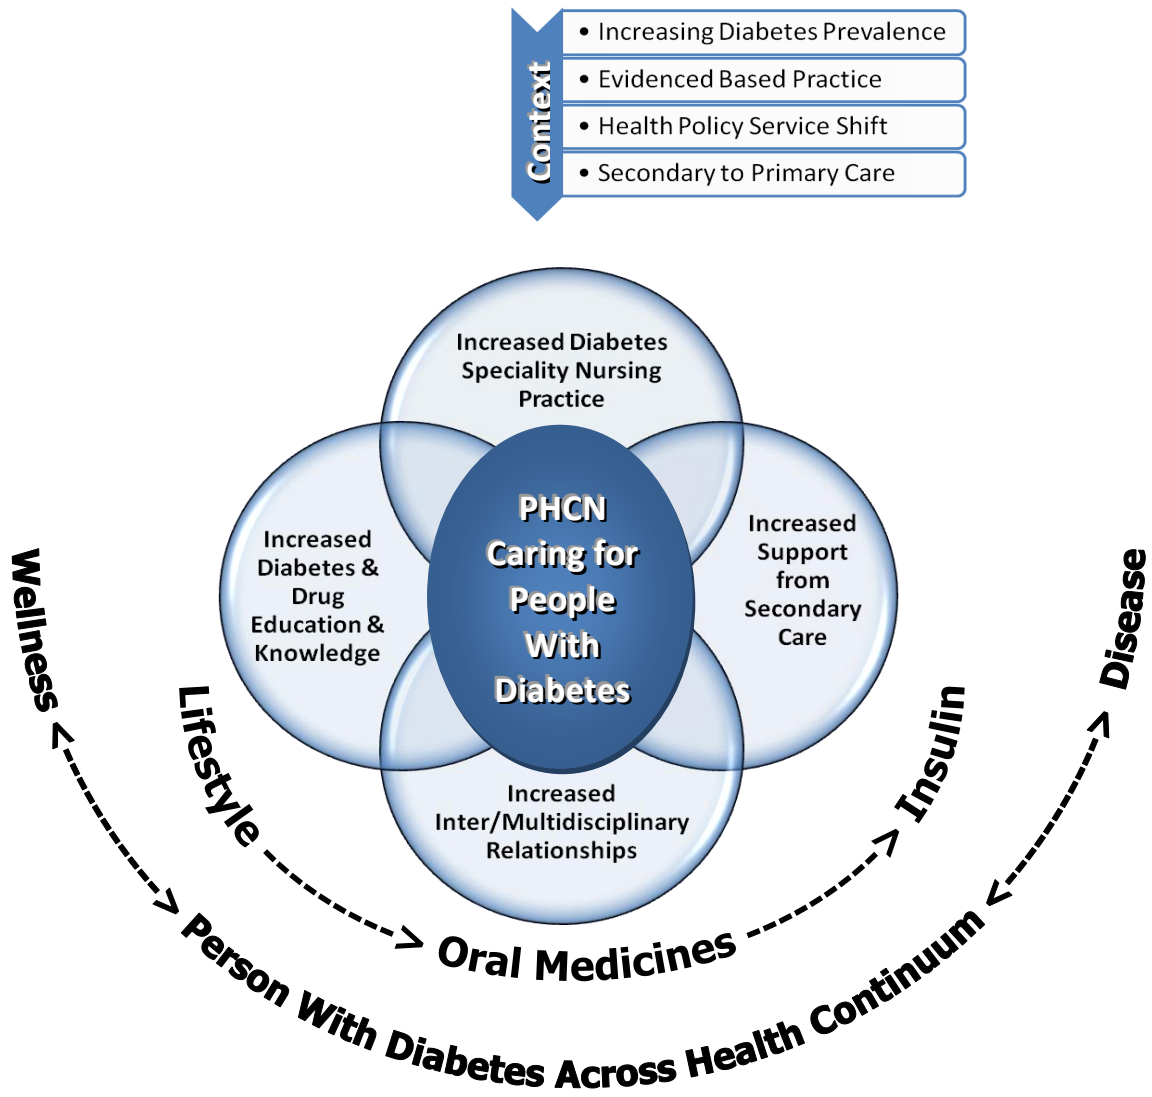 Context
• Increasing Diabetes Prevalence
• Evidenced Based Practice
• Health Policy Service Shift
• Secondary to Primary Care
Increased Diabetes
Speciality Nursing
Practice
Increased
Diabetes &
Drug
Education &
Knowledge
PHCN
Caring for
People
With
Diabetes
Increased
Support
from
Secondary
Care
Increased
Inter/Multidisciplinary
Relationships
Lifestyle
Oral Medicines
Insulin
Wellness
Person With Diabetes Across Health Continuum
Disease